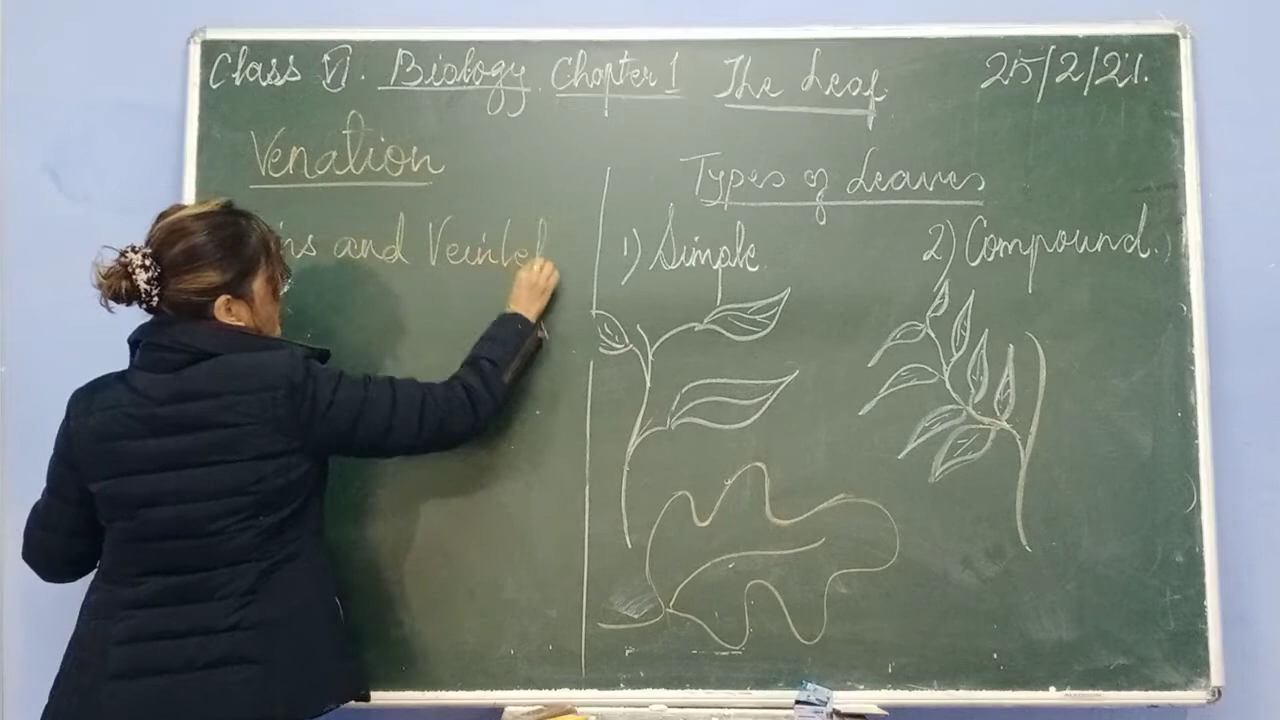 Class VI. Biology. Chapter 1 The Leaf. 25/2/21.
Venation
and
Types of Leaves
1) Simple 2) Compound.